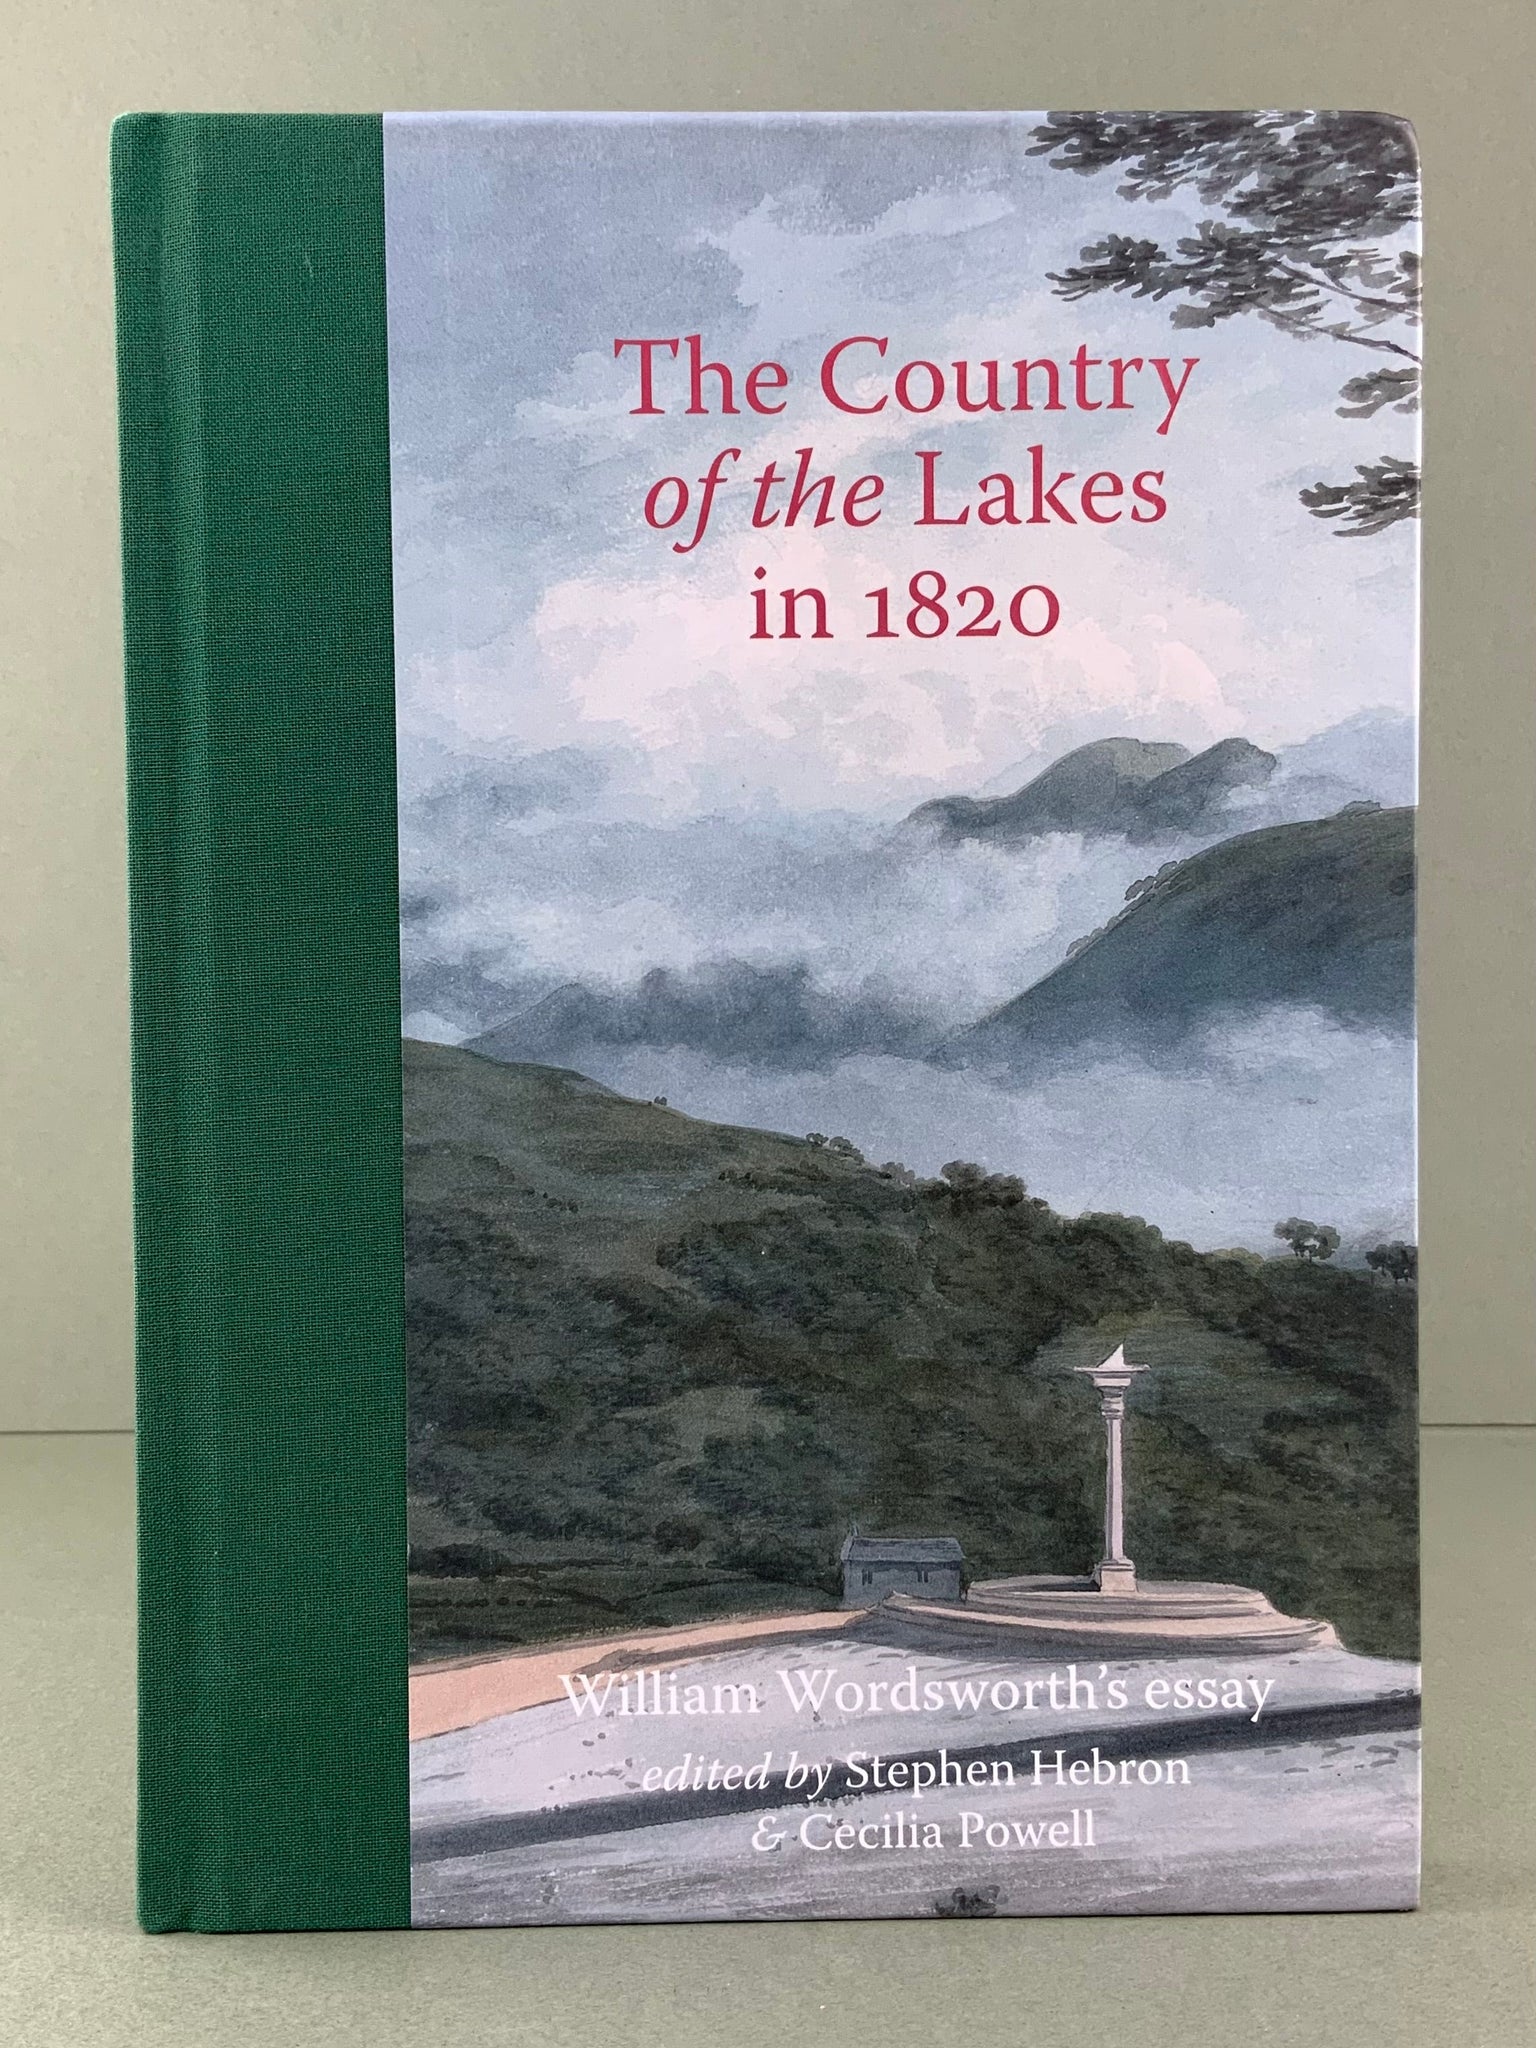 The Country
of the Lakes
in 1820
William Wordsworth's essay
edited by Stephen Hebron
& Cecilia Powell